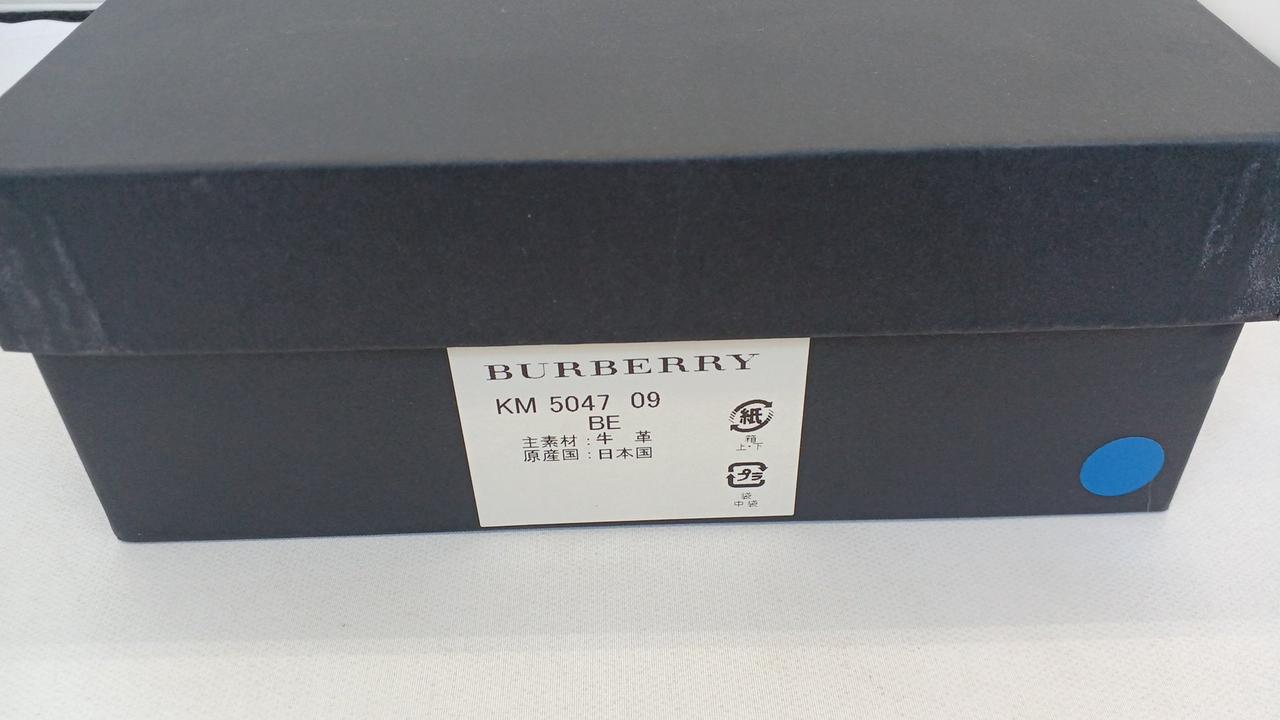 BURBERRY
KM 5047 09
BE
主素材：牛　革
原産国：日本国
紙
箱
上・下
プラ
袋
中袋